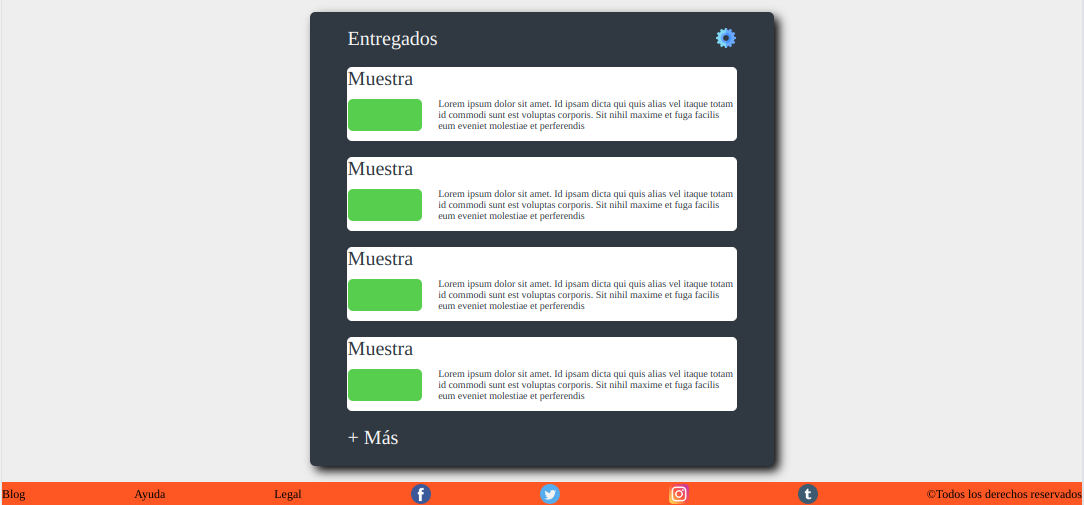 Entregados
Muestra
Lorem ipsum dolor sit amet. Id ipsam dicta qui quis alias vel itaque totam
id commodi sunt est voluptas corporis. Sit nihil maxime et fuga facilis
eum eveniet molestiae et perferendis
Muestra
Lorem ipsum dolor sit amet. Id ipsam dicta qui quis alias vel itaque totam
id commodi sunt est voluptas corporis. Sit nihil maxime et fuga facilis
eum eveniet molestiae et perferendis
Muestra
Lorem ipsum dolor sit amet. Id ipsam dicta qui quis alias vel itaque totam
id commodi sunt est voluptas corporis. Sit nihil maxime et fuga facilis
eum eveniet molestiae et perferendis
Muestra
Lorem ipsum dolor sit amet. Id ipsam dicta qui quis alias vel itaque totam
id commodi sunt est voluptas corporis. Sit nihil maxime et fuga facilis
eum eveniet molestiae et perferendis
+ Más
Blog Ayuda Legal ©Todos los derechos reservados